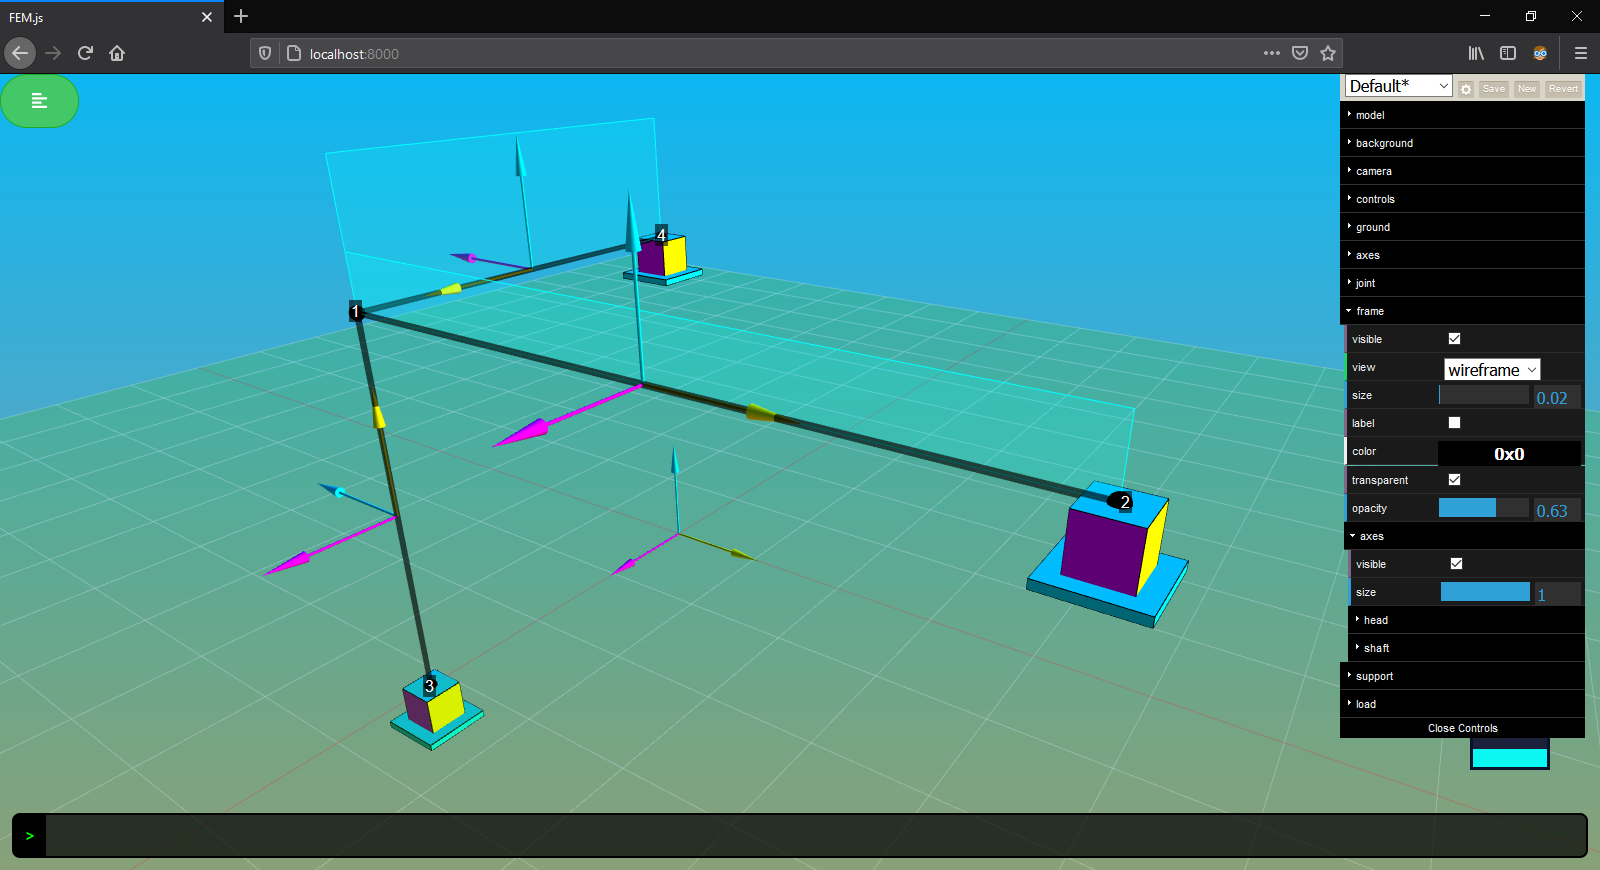 FEM.js
localhost:8000
Default*
Save
New
Revert
model
background
camera
controls
ground
axes
joint
frame
visible
view
wireframe
size
0.02
label
color
0x0
transparent
opacity
0.63
axes
visible
size
1
head
shaft
support
load
Close Controls
4
1
2
3
>